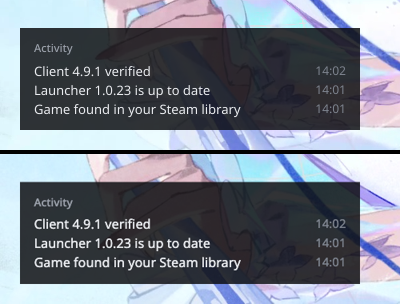 Activity
Client 4.9.1 verified 14:02
Launcher 1.0.23 is up to date 14:01
Game found in your Steam library 14:01
Activity
Client 4.9.1 verified 14:02
Launcher 1.0.23 is up to date 14:01
Game found in your Steam library 14:01